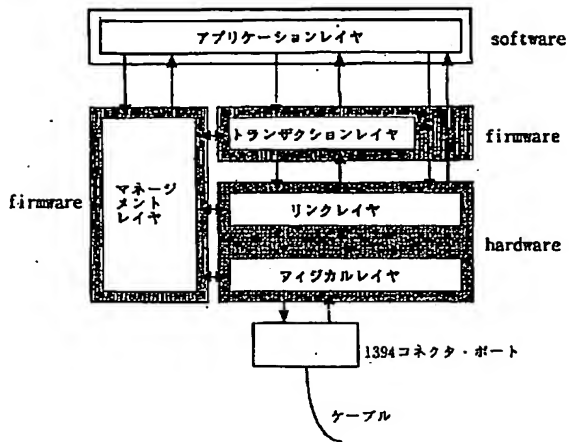 アプリケーションレイヤ
software
トランザクションレイヤ
firmware
firmware
マネージ
メント
レイヤ
リンクレイヤ
hardware
フィジカルレイヤ
1394コネクタ・ポート
ケーブル